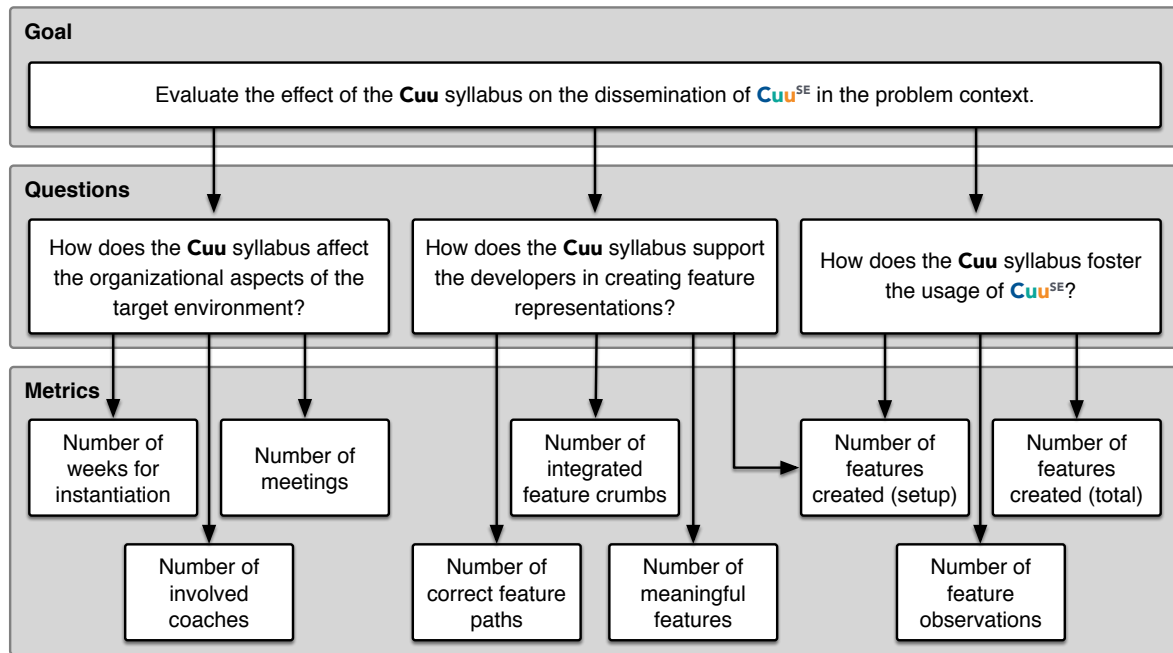 Goal
Evaluate the effect of the Cuu syllabus on the dissemination of CuuSE in the problem context.
Questions
How does the Cuu syllabus affect
the organizational aspects of the
target environment?
How does the Cuu syllabus support
the developers in creating feature
representations?
How does the Cuu syllabus foster
the usage of CuuSE?
Metrics
Number of
weeks for
instantiation
Number of
meetings
Number of
integrated
feature crumbs
Number of
features
created (setup)
Number of
features
created (total)
Number of
involved
coaches
Number of
correct feature
paths
Number of
meaningful
features
Number of
feature
observations